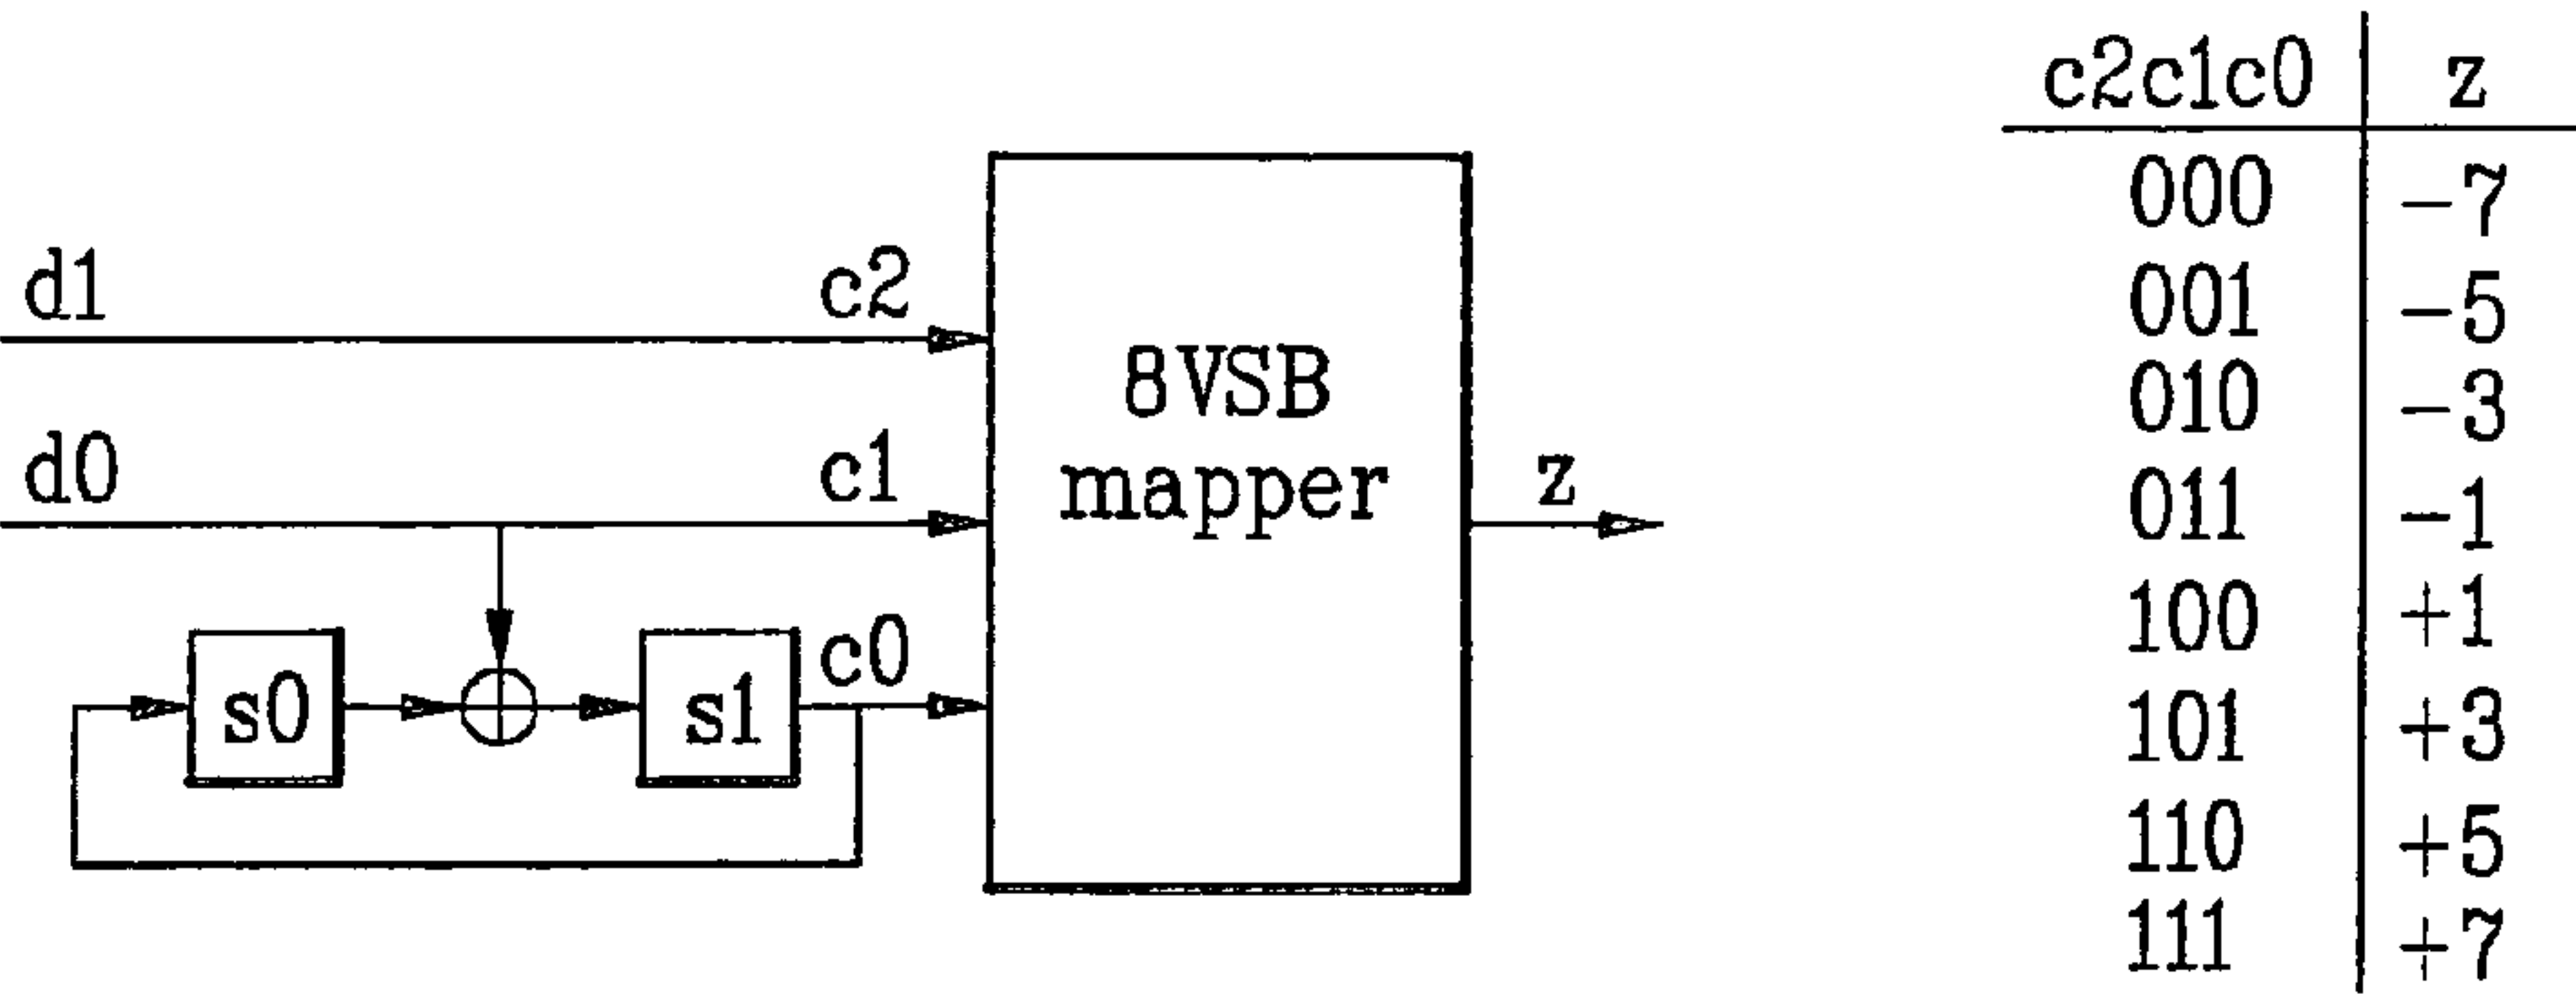 d1
c2
d0
c1
s0
s1
c0
8VSB
mapper
z
c2c1c0 z
000 -7
001 -5
010 -3
011 -1
100 +1
101 +3
110 +5
111 +7